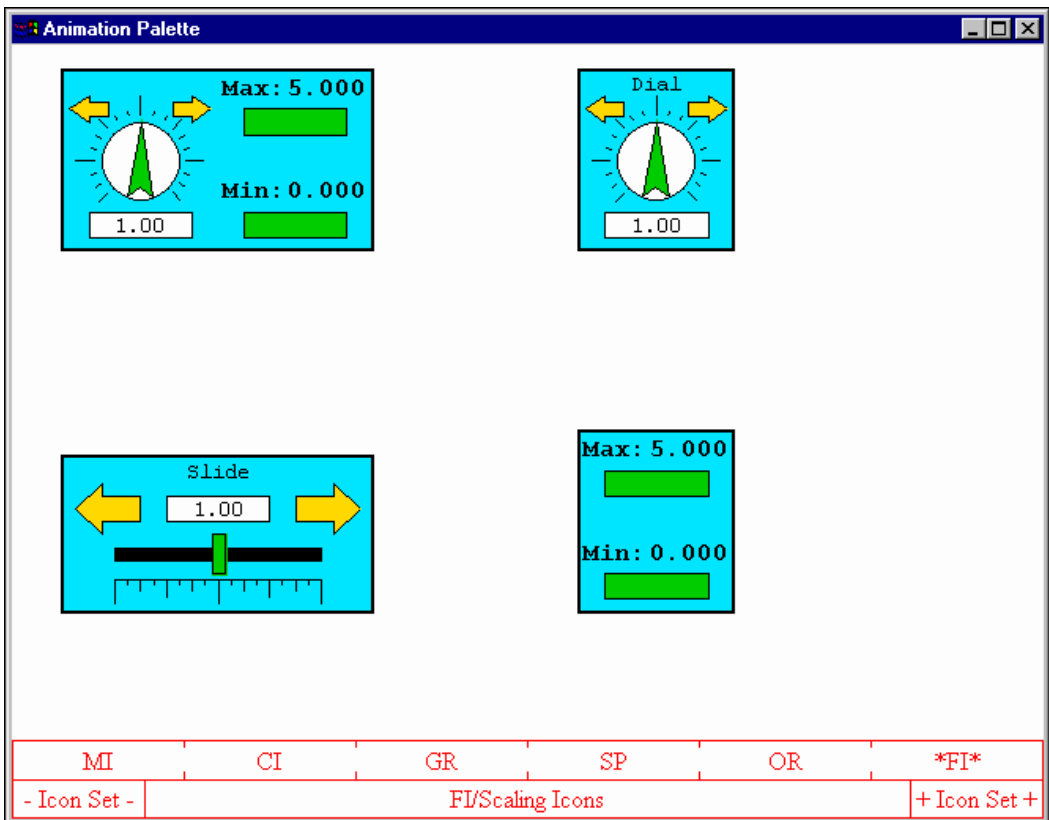 Animation Palette
Max: 5.000
Min: 0.000
1.00
Dial
1.00
Slide
1.00
Max: 5.000
Min: 0.000
MI CI GR SP OR *FI*
- Icon Set - FI/Scaling Icons + Icon Set +